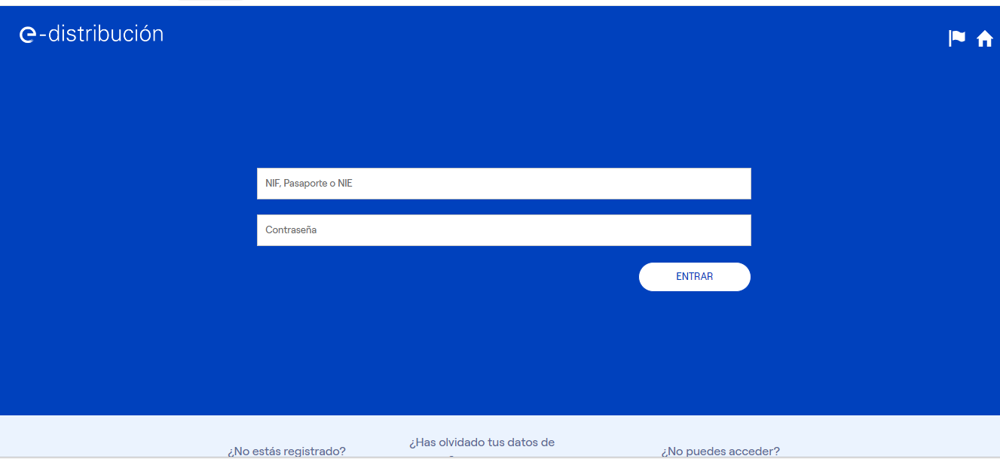 e-distribución
NIF, Pasaporte o NIE
Contraseña
ENTRAR
¿Has olvidado tus datos de
¿No estás registrado?
¿No puedes acceder?